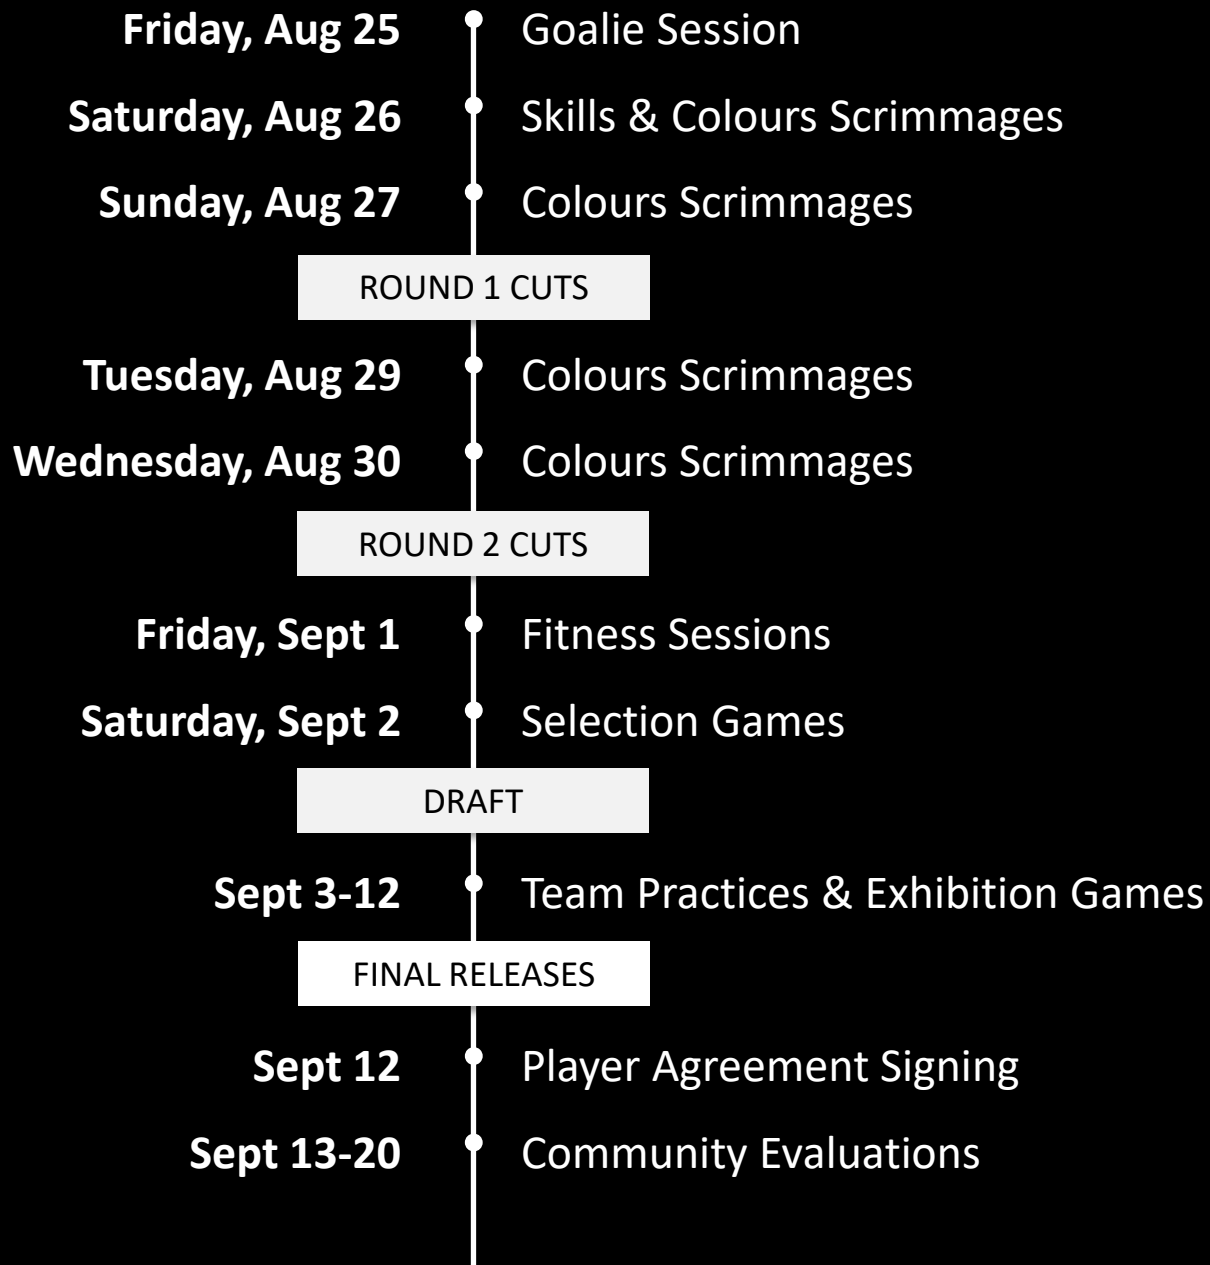 Friday, Aug 25 Goalie Session
Saturday, Aug 26 Skills & Colours Scrimmages
Sunday, Aug 27 Colours Scrimmages
ROUND 1 CUTS
Tuesday, Aug 29 Colours Scrimmages
Wednesday, Aug 30 Colours Scrimmages
ROUND 2 CUTS
Friday, Sept 1 Fitness Sessions
Saturday, Sept 2 Selection Games
DRAFT
Sept 3-12 Team Practices & Exhibition Games
FINAL RELEASES
Sept 12 Player Agreement Signing
Sept 13-20 Community Evaluations